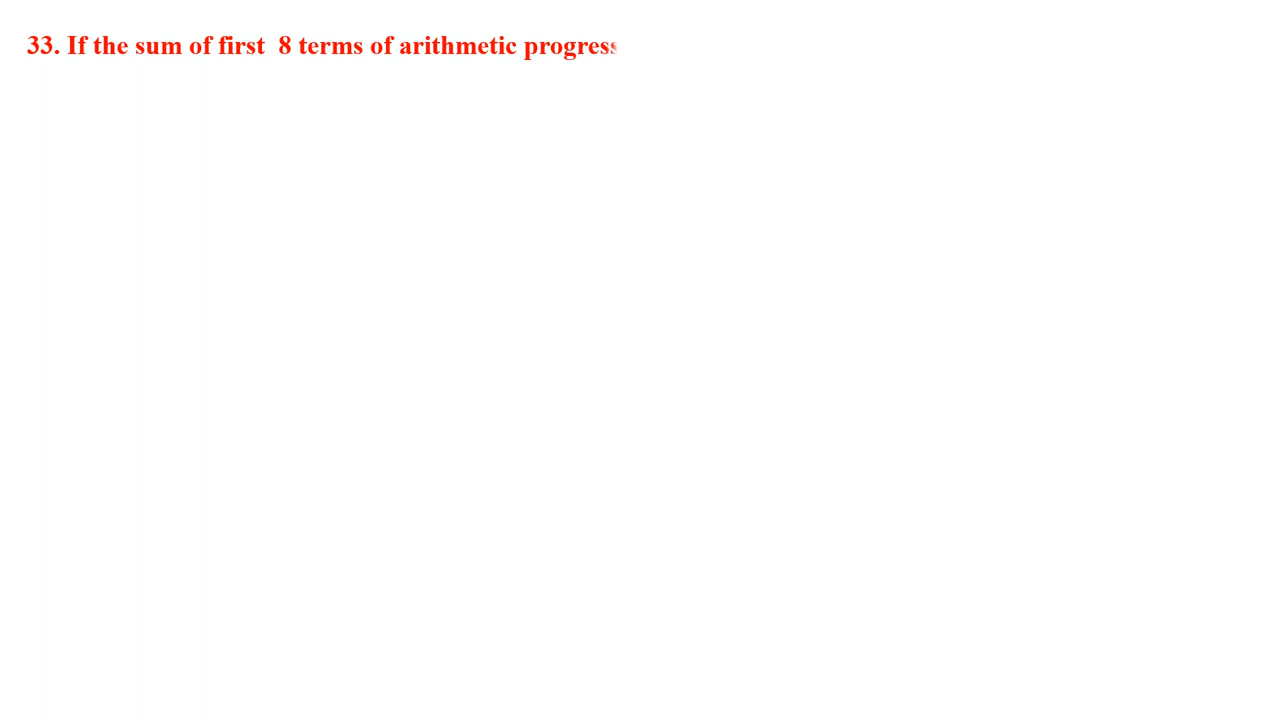 33. If the sum of first  8 terms of arithmetic progress